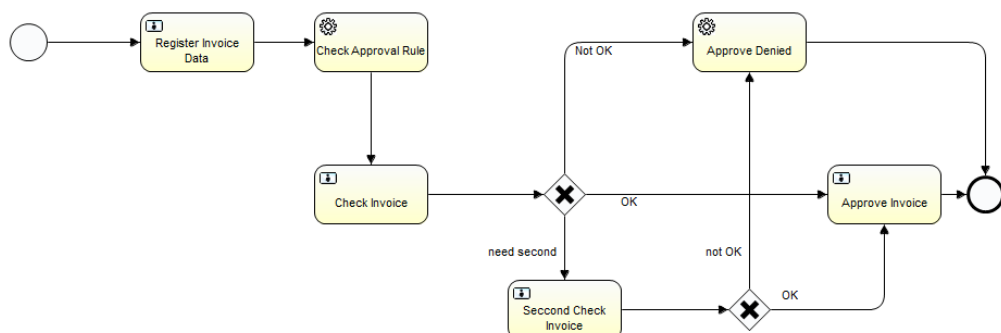 Register Invoice
Data
Check Approval Rule
Not OK
Approve Denied
Check Invoice
OK
Approve Invoice
need second
not OK
Seccond Check
Invoice
OK